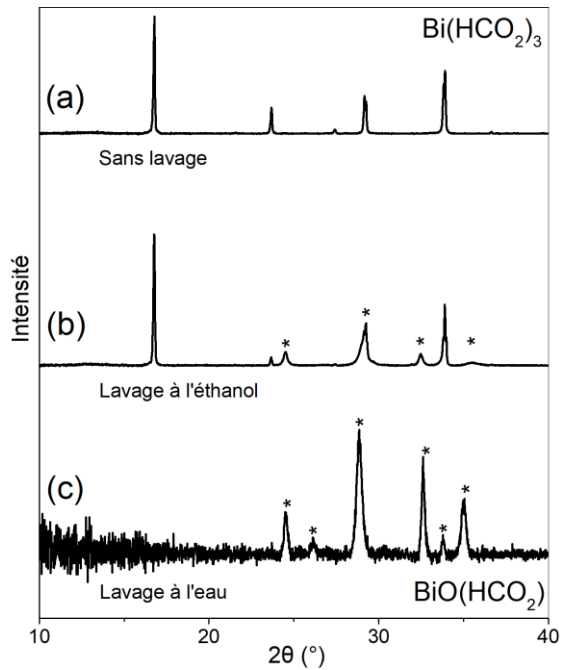 Bi(HCO₂)₃
(a)
Sans lavage
Intensité
(b)
* * * *
Lavage à l'éthanol
(c)
* * * * * *
Lavage à l'eau
BiO(HCO₂)
10 20 30 40
2θ (°)